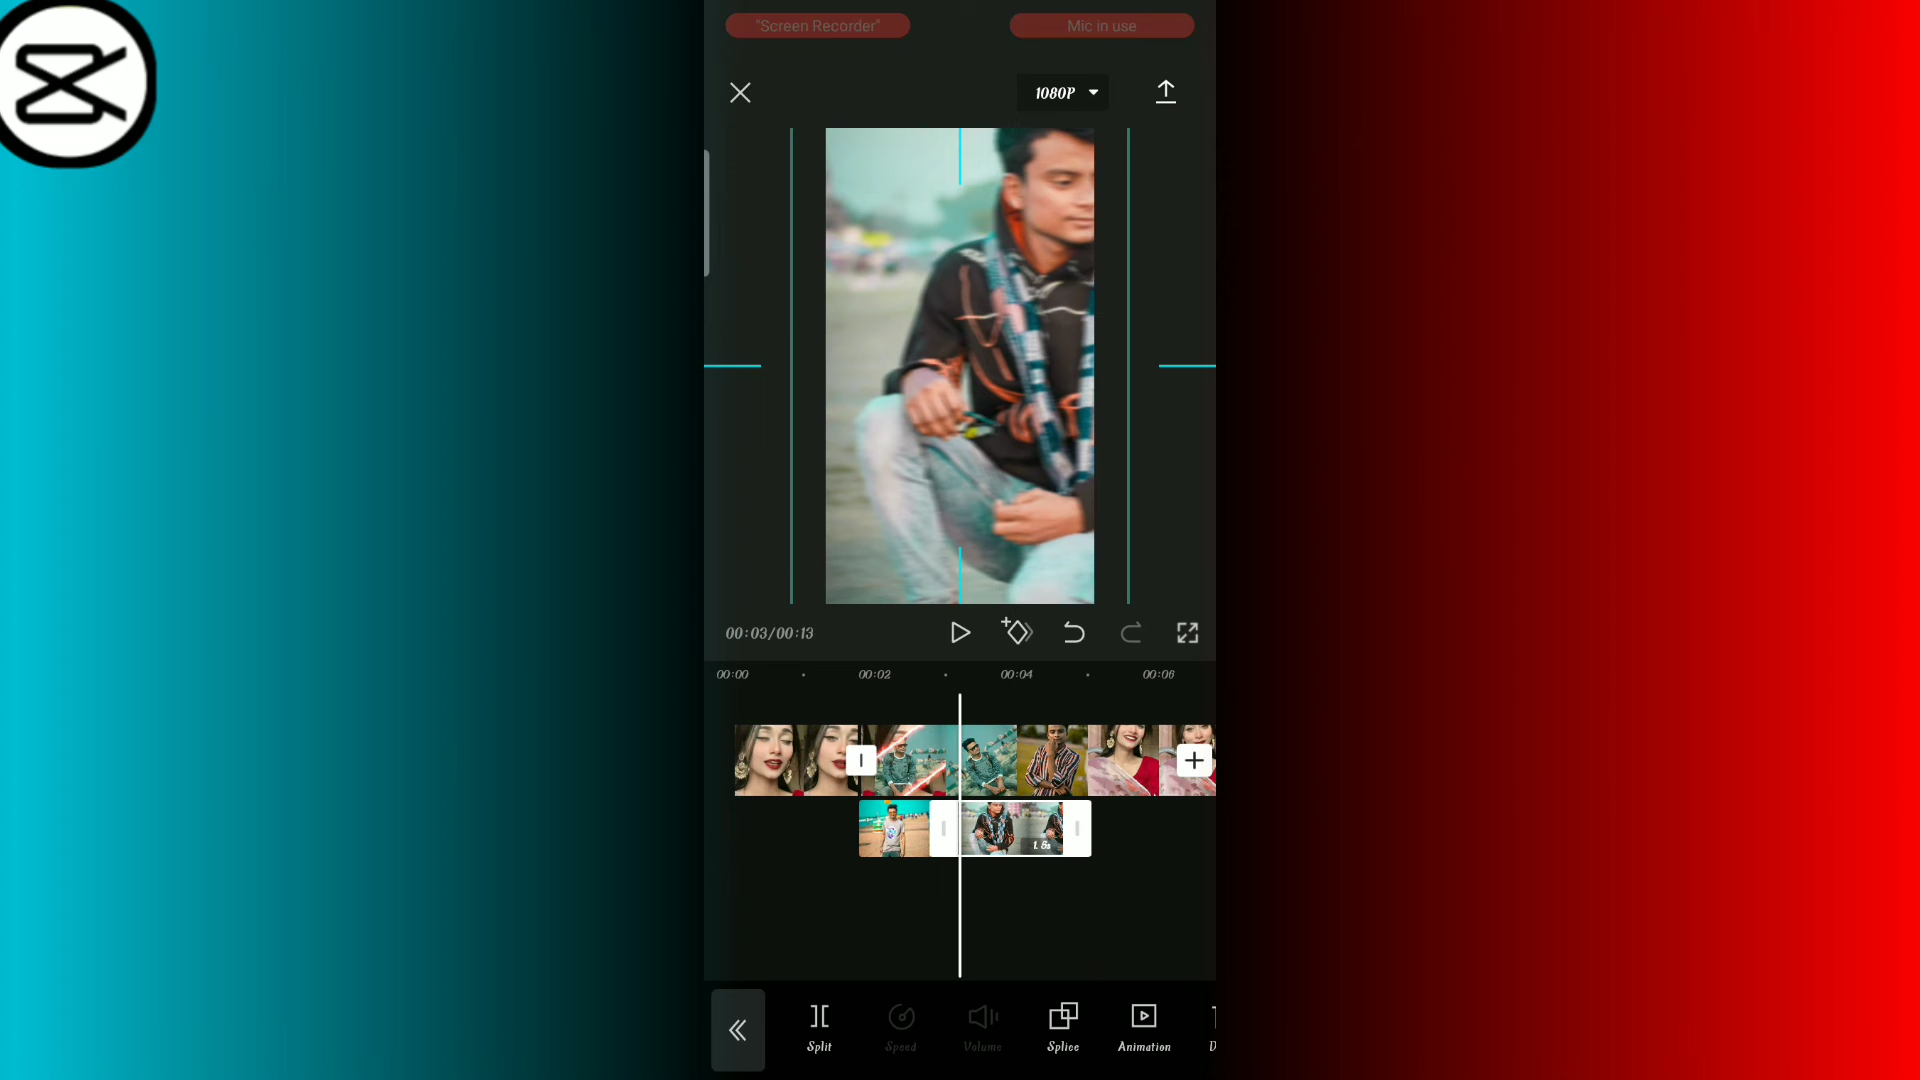 "Screen Recorder"
Mic in use
1080P
00:03/00:13
00:00
00:02
00:04
00:06
1.5s
Split
Speed
Volume
Splice
Animation
D